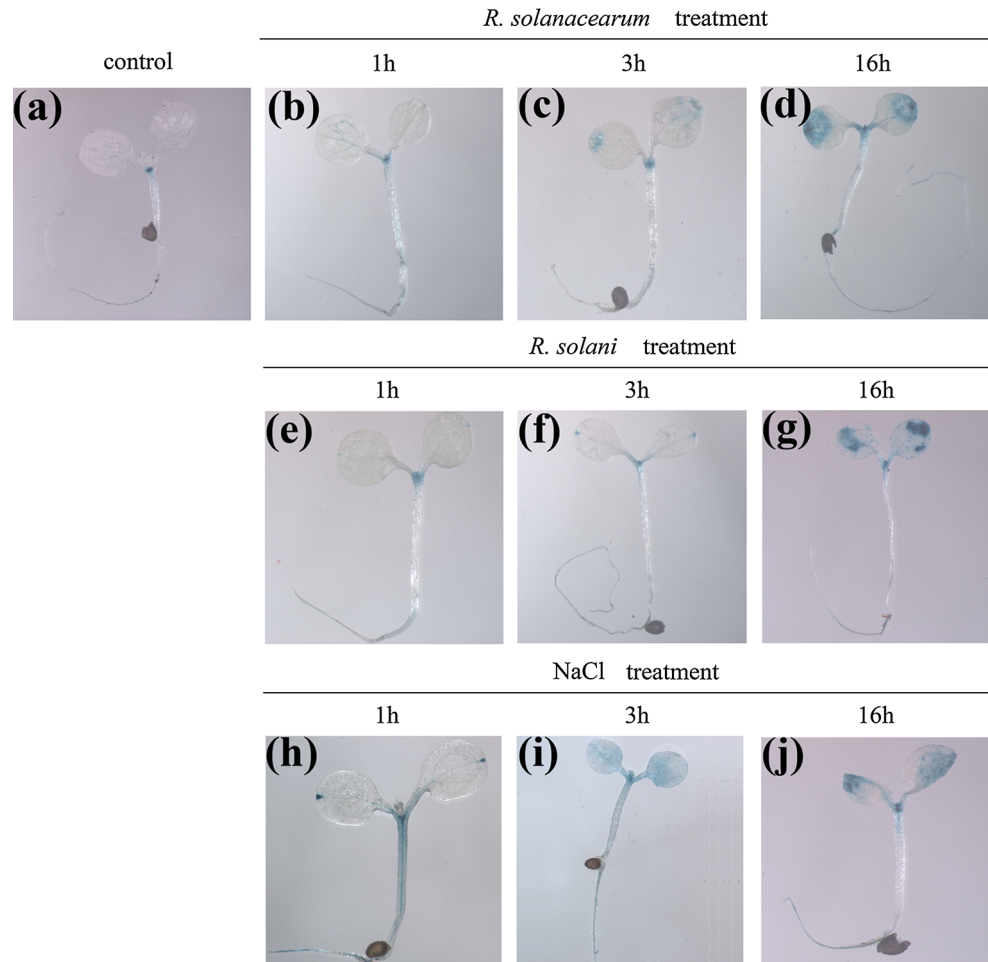 R. solanacearum treatment
control 1h 3h 16h
(a) (b) (c) (d)
R. solani treatment
1h 3h 16h
(e) (f) (g)
NaCl treatment
1h 3h 16h
(h) (i) (j)